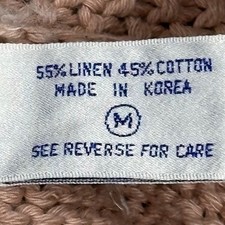 55% LINEN 45% COTTON
MADE IN KOREA
M
SEE REVERSE FOR CARE